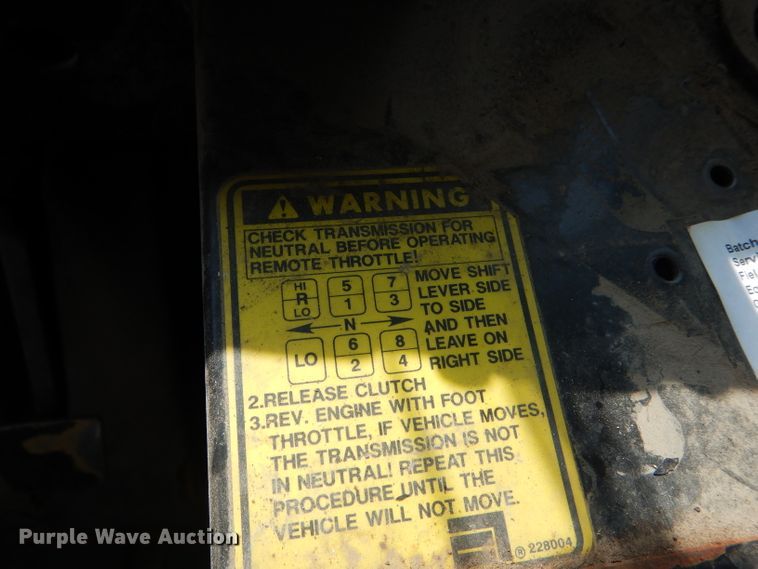 WARNING
CHECK TRANSMISSION FOR
NEUTRAL BEFORE OPERATING
REMOTE THROTTLE!
HI R LO 5 1 7 3
N
LO 6 2 8 4
MOVE SHIFT
LEVER SIDE
TO SIDE
AND THEN
LEAVE ON
RIGHT SIDE
2.RELEASE CLUTCH
3.REV. ENGINE WITH FOOT
THROTTLE, IF VEHICLE MOVES,
THE TRANSMISSION IS NOT
IN NEUTRAL! REPEAT THIS
PROCEDURE UNTIL THE
VEHICLE WILL NOT MOVE.
® 228004
Batch
Purple Wave Auction®